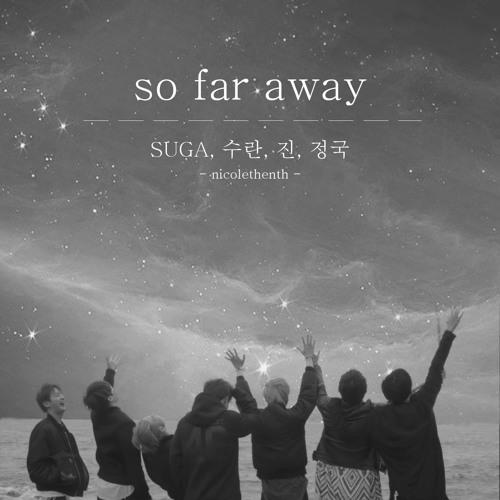 so far away
SUGA, 수란, 진, 정국
- nicolethenth -